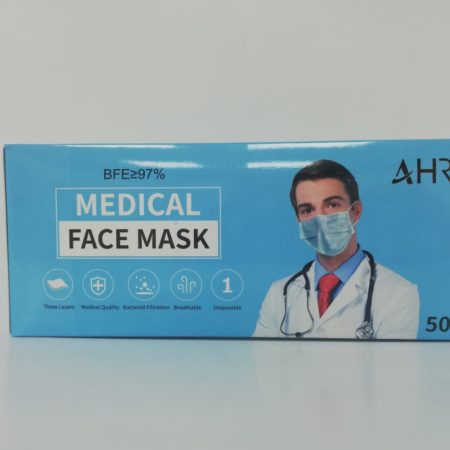 BFE≥97%
AHR
MEDICAL
FACE MASK
1
Three Layers Medical Quality Bacterial Filtration Breathable Disposable
50